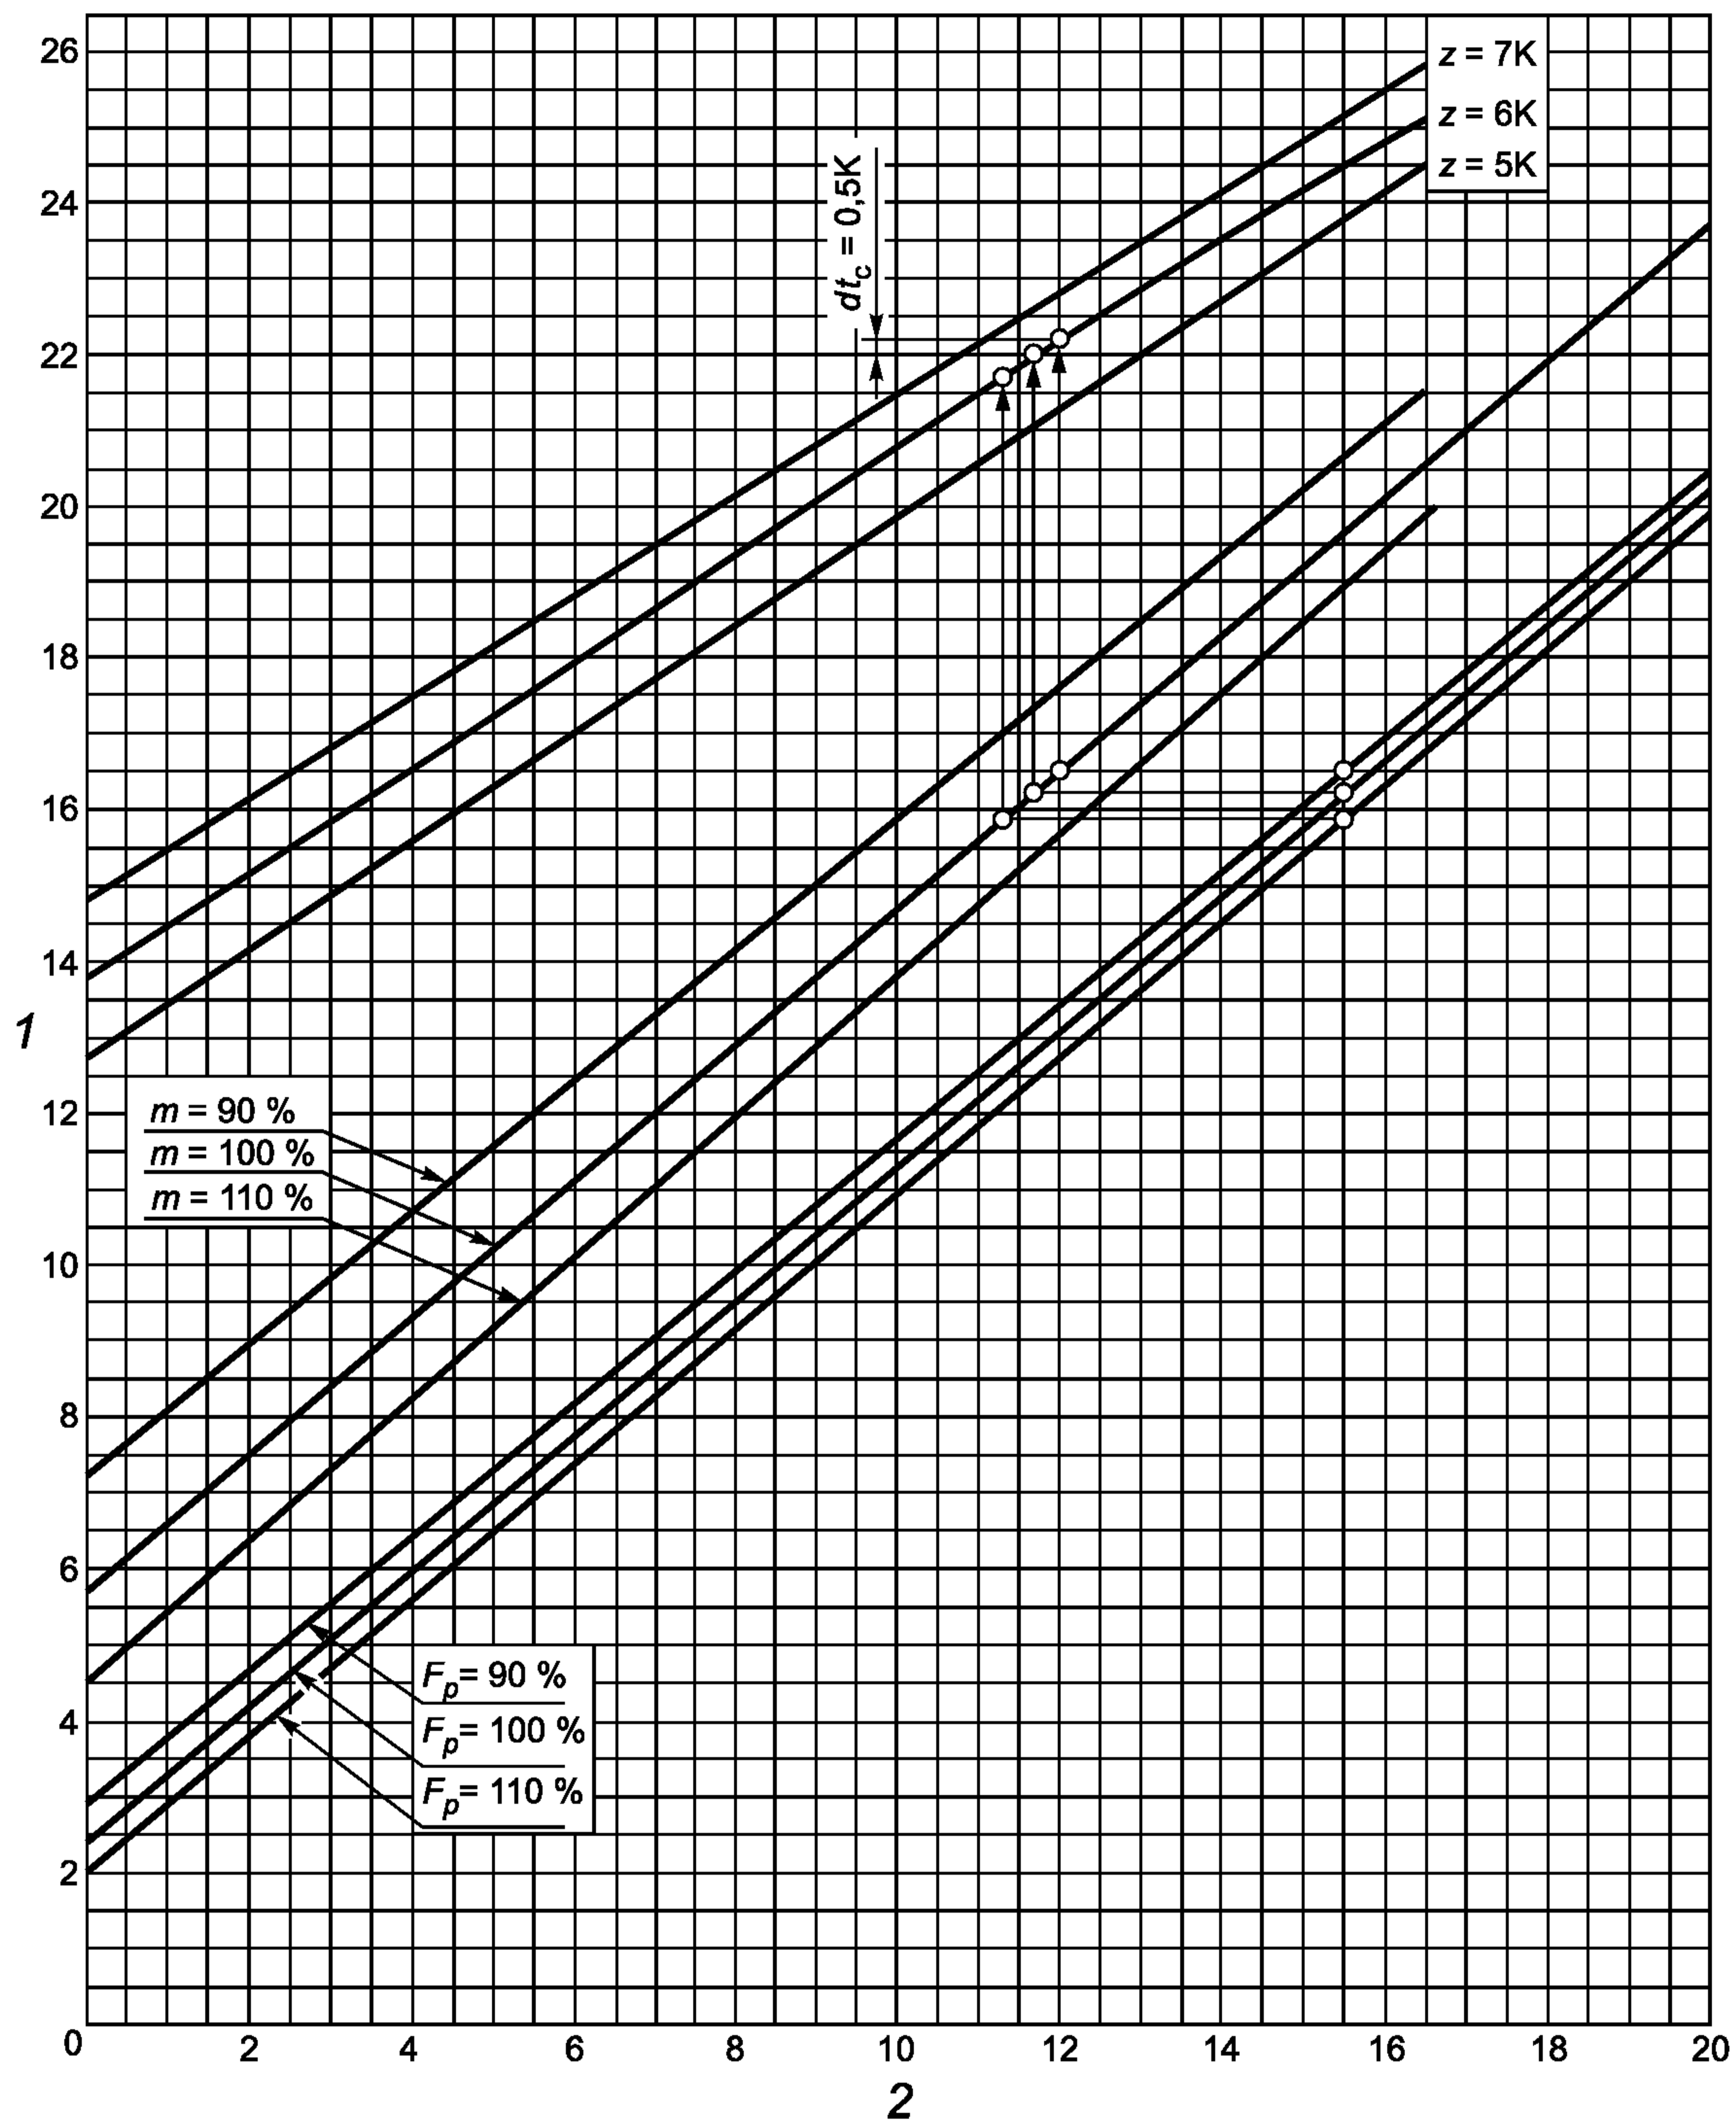 26
z = 7K
z = 6K
z = 5K
24
dtc = 0,5K
22
20
18
16
14
1
12
m = 90 %
m = 100 %
m = 110 %
10
8
6
Fp= 90 %
4
Fp= 100 %
Fp= 110 %
2
0 2 4 6 8 10 12 14 16 18 20
2